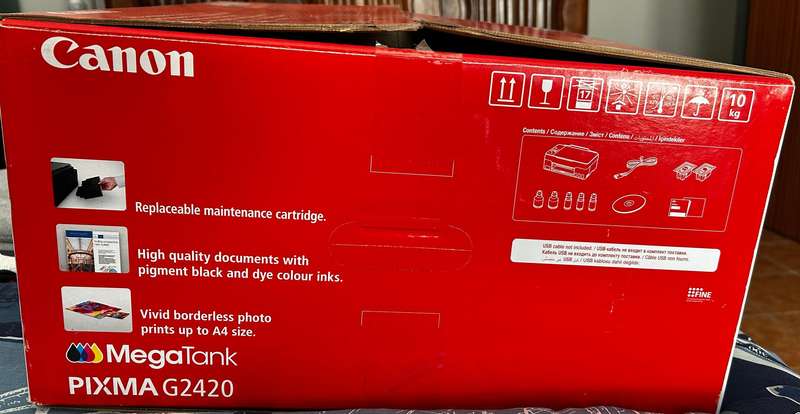 Canon
17
10
kg
Contents / Содержание / Зміст / Contenu / المحتويات / İçindekiler
Replaceable maintenance cartridge.
High quality documents with
pigment black and dye colour inks.
Vivid borderless photo
prints up to A4 size.
USB cable not included. / USB-кабель не входит в комплект поставки.
Кабель USB не входить до комплекту поставки. / Câble USB non fourni.
USB kablosu dahil değildir.
FINE
MegaTank
PIXMA G2420